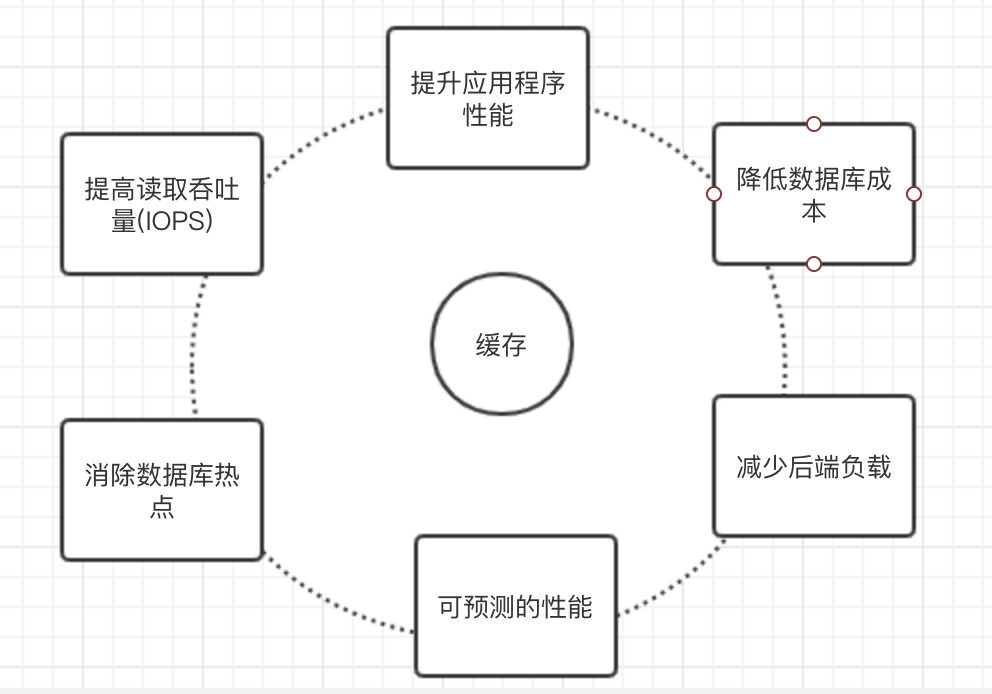 提升应用程序
性能
降低数据库成
本
提高读取吞吐
量(IOPS)
缓存
减少后端负载
消除数据库热
点
可预测的性能